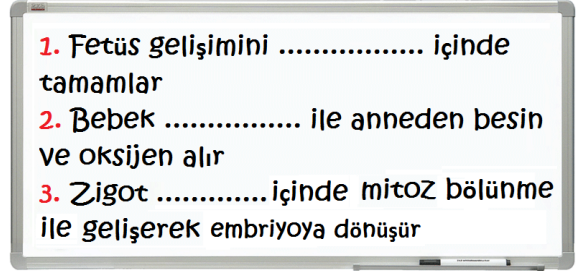 1. Fetüs gelişimini .................. içinde
tamamlar
2. Bebek ................. ile anneden besin
ve oksijen alır
3. Zigot ............. içinde mitoz bölünme
ile gelişerek embriyoya dönüşür